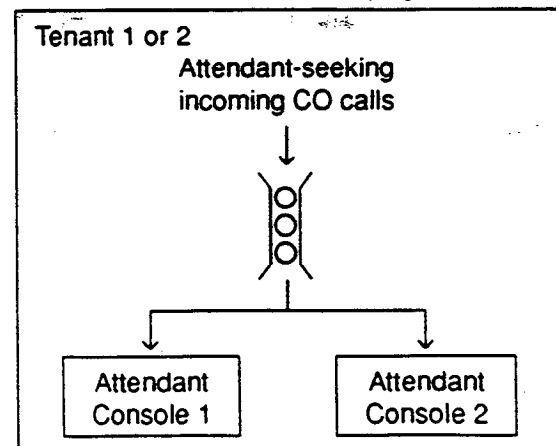 Tenant 1 or 2
Attendant-seeking
incoming CO calls
Attendant
Console 1
Attendant
Console 2